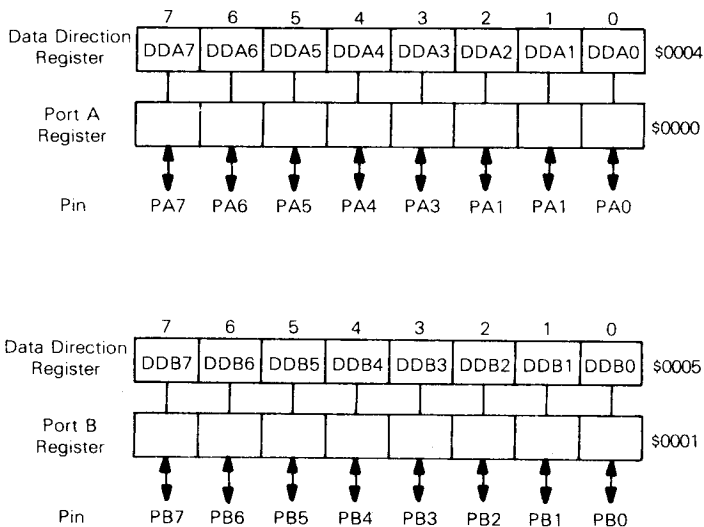 7 6 5 4 3 2 1 0
Data Direction Register DDA7 DDA6 DDA5 DDA4 DDA3 DDA2 DDA1 DDA0 $0004
Port A Register $0000
Pin PA7 PA6 PA5 PA4 PA3 PA1 PA1 PA0
7 6 5 4 3 2 1 0
Data Direction Register DDB7 DDB6 DDB5 DDB4 DDB3 DDB2 DDB1 DDB0 $0005
Port B Register $0001
Pin PB7 PB6 PB5 PB4 PB3 PB2 PB1 PB0